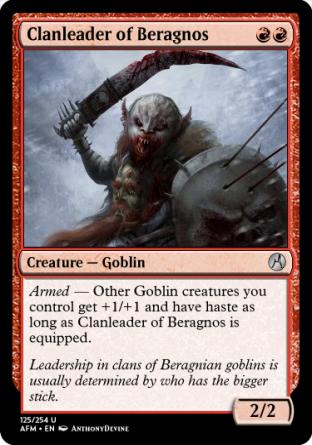 Clanleader of Beragnos
Creature — Goblin
Armed — Other Goblin creatures you
control get +1/+1 and have haste as
long as Clanleader of Beragnos is
equipped.
Leadership in clans of Beragnian goblins is
usually determined by who has the bigger
stick.
2/2
125/254 U
AFM • EN AnthonyDevine